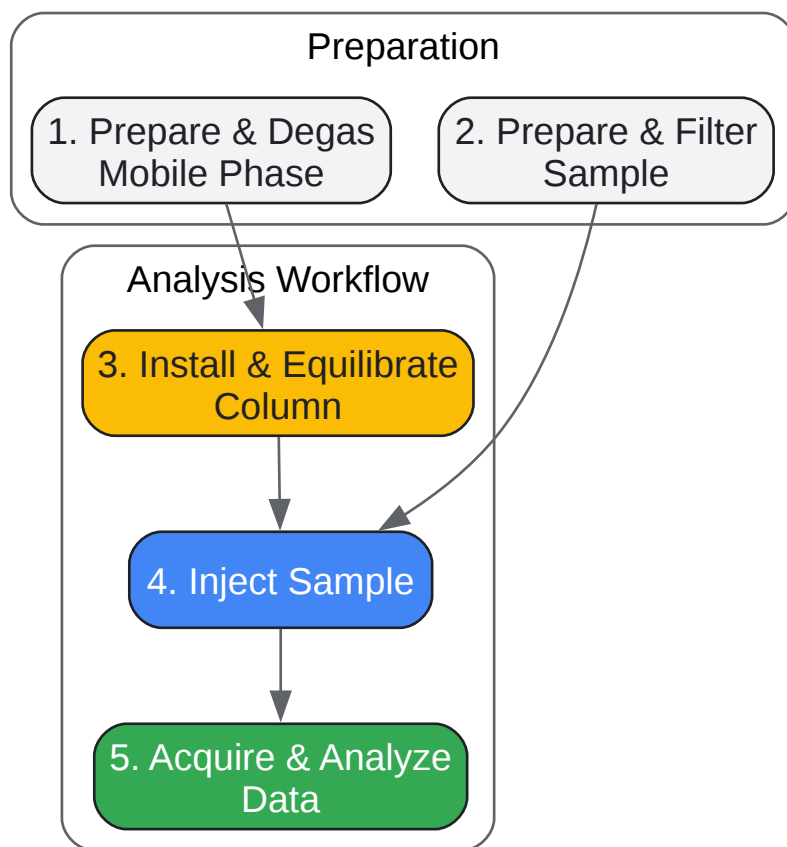 Preparation
1. Prepare & Degas
Mobile Phase
2. Prepare & Filter
Sample
Analysis Workflow
3. Install & Equilibrate
Column
4. Inject Sample
5. Acquire & Analyze
Data